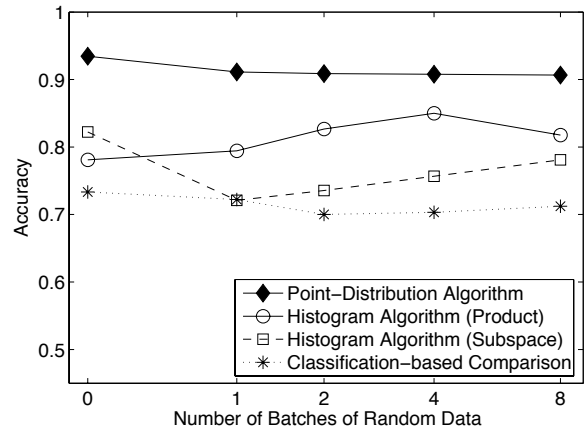 1
0.9
0.8
0.7
0.6
0.5
Accuracy
Point−Distribution Algorithm
Histogram Algorithm (Product)
Histogram Algorithm (Subspace)
Classification−based Comparison
0 1 2 4 8
Number of Batches of Random Data